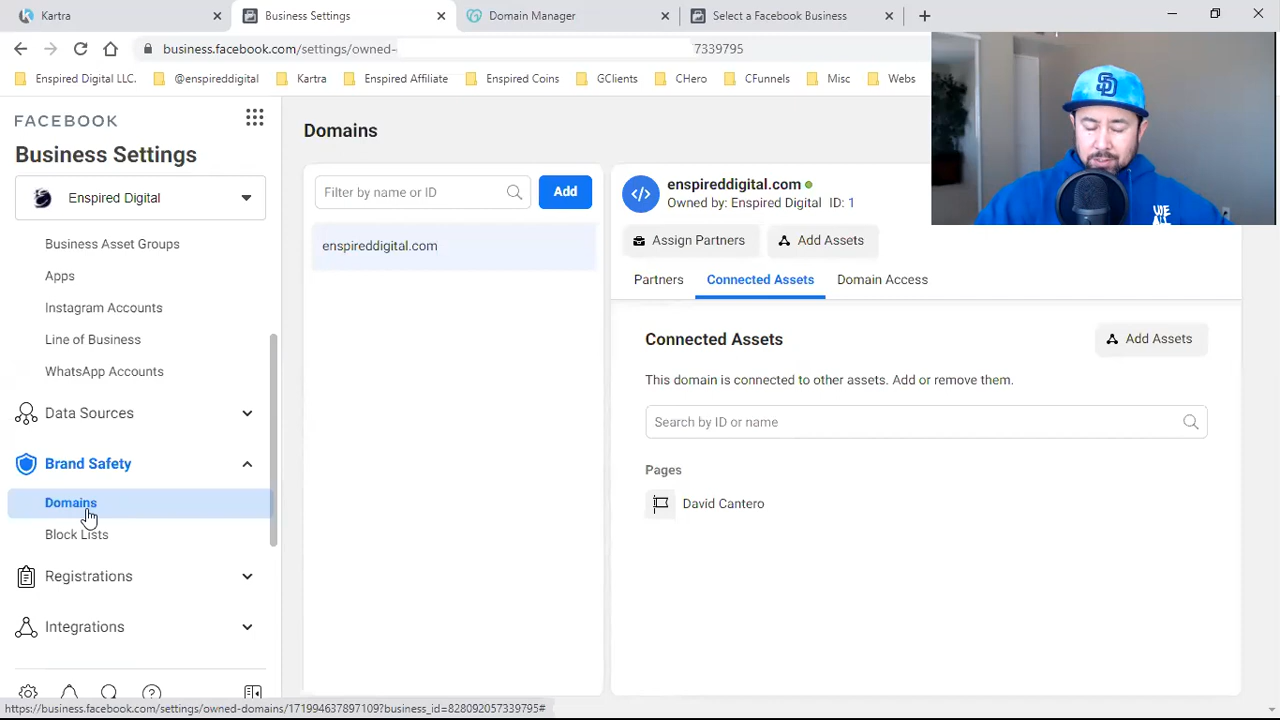 Kartra
Business Settings
Domain Manager
Select a Facebook Business
business.facebook.com/settings/owned-
7339795
Enspired Digital LLC.
@enspireddigital
Kartra
Enspired Affiliate
Enspired Coins
GClients
CHero
CFunnels
Misc
Webs
FACEBOOK
Business Settings
Enspired Digital
Business Asset Groups
Apps
Instagram Accounts
Line of Business
WhatsApp Accounts
Data Sources
Brand Safety
Domains
Block Lists
Registrations
Integrations
Domains
Filter by name or ID
Add
enspireddigital.com
enspireddigital.com
Owned by: Enspired Digital ID: 1
Assign Partners
Add Assets
Partners
Connected Assets
Domain Access
Connected Assets
Add Assets
This domain is connected to other assets. Add or remove them.
Search by ID or name
Pages
David Cantero
SD
WE
ALL
https://business.facebook.com/settings/owned-domains/171994637897109?business_id=828092057339795#